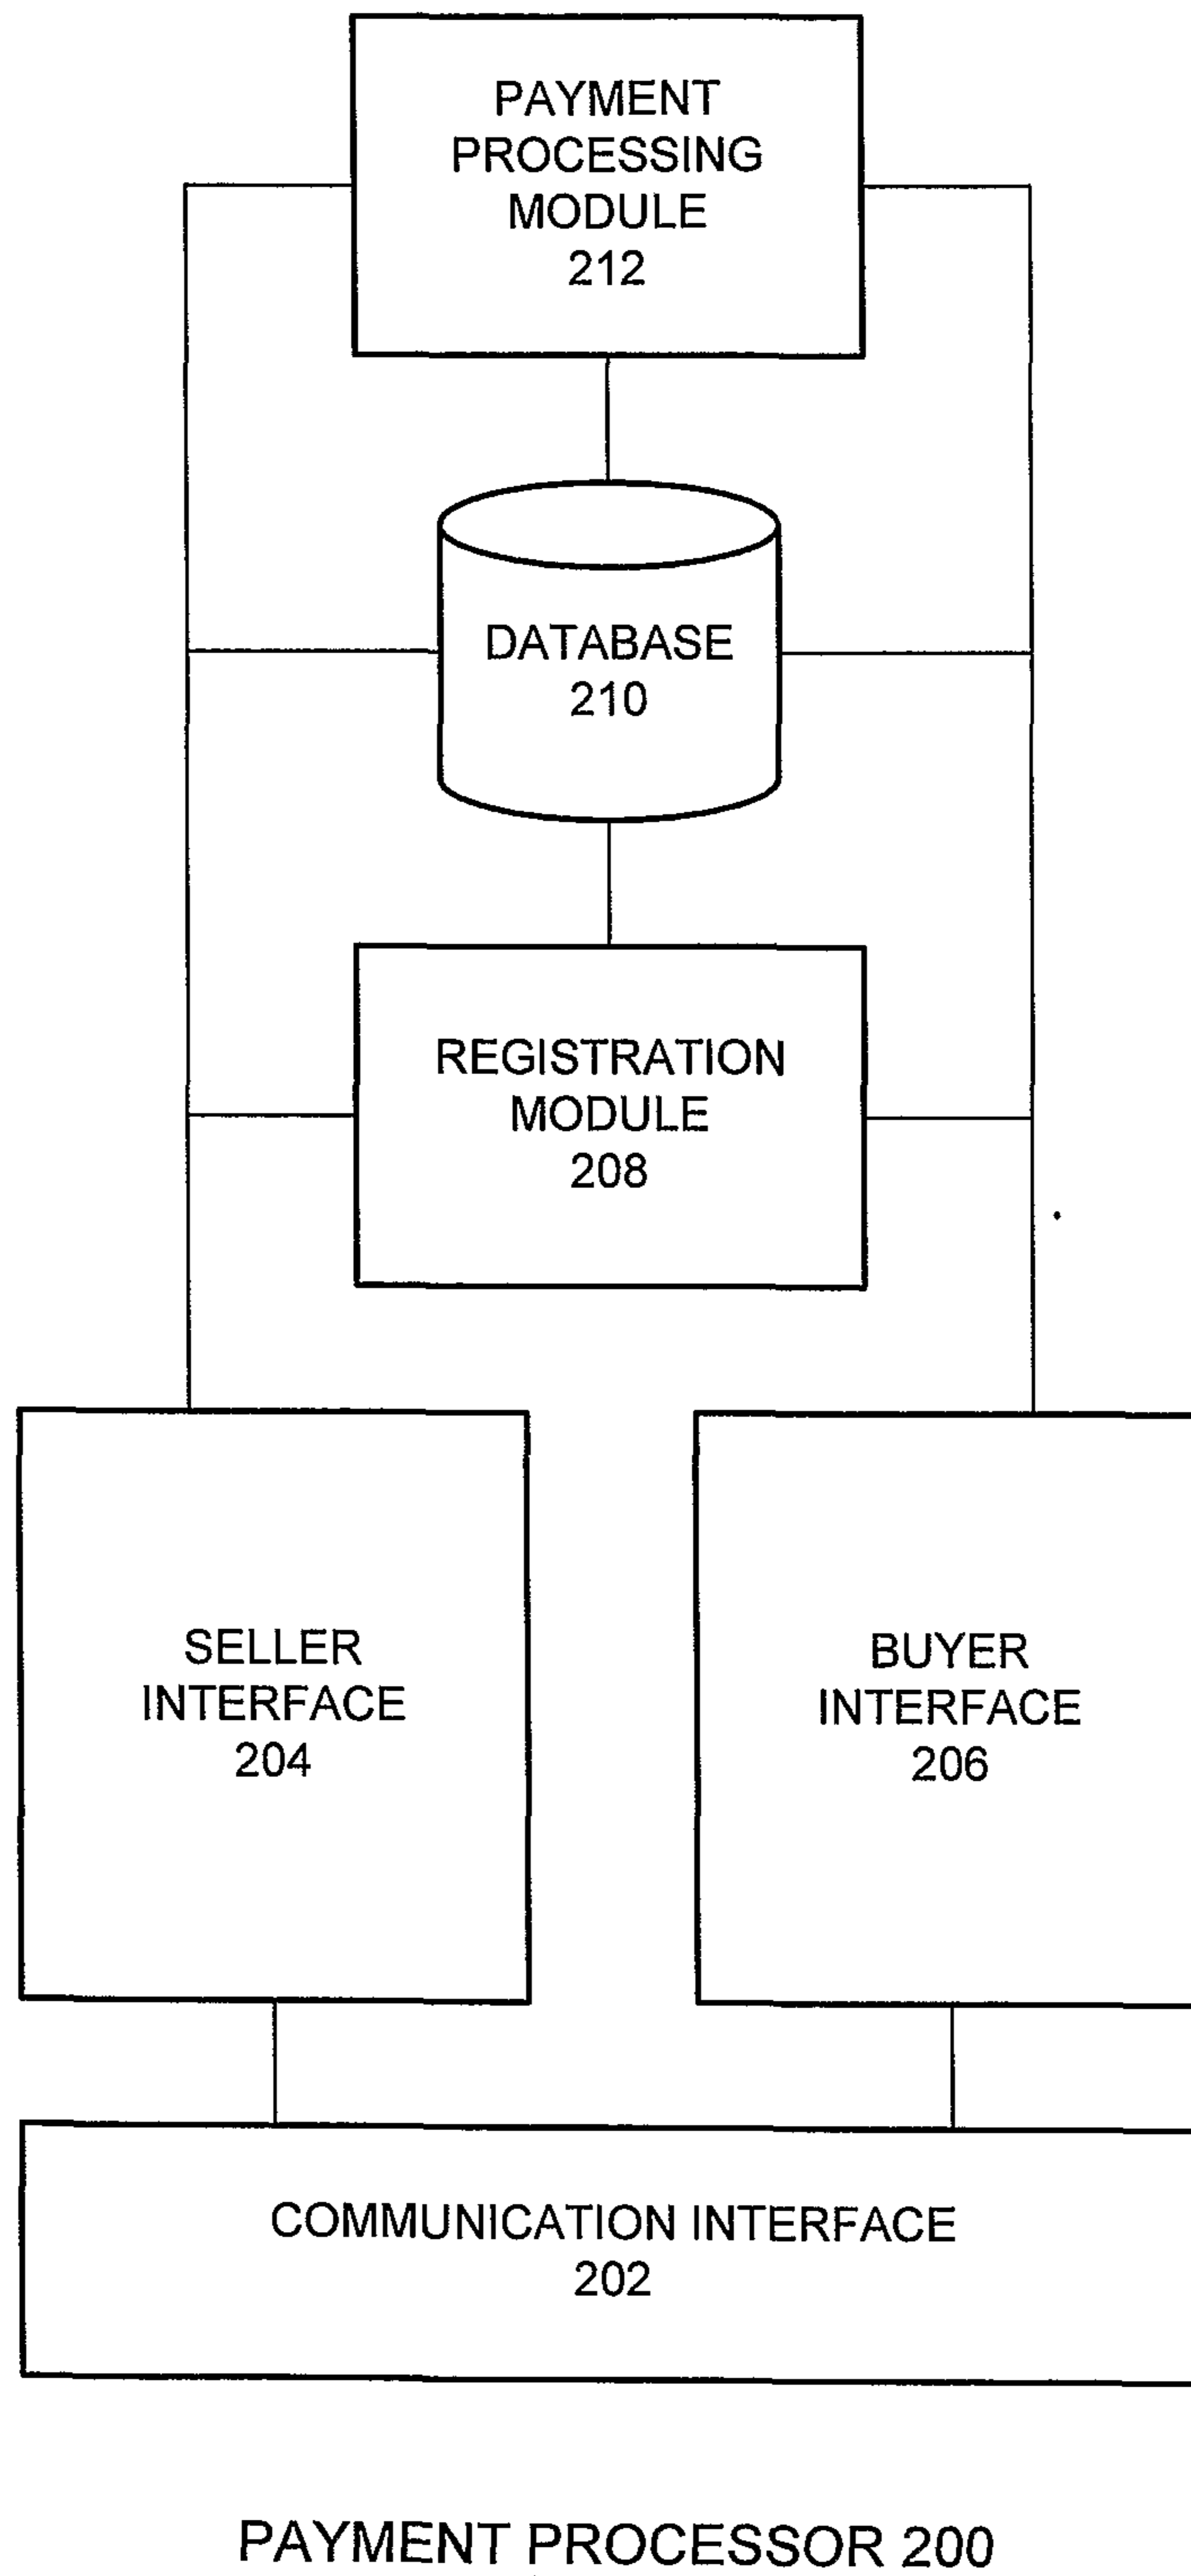 PAYMENT
PROCESSING
MODULE
212
DATABASE
210
REGISTRATION
MODULE
208
SELLER
INTERFACE
204
BUYER
INTERFACE
206
COMMUNICATION INTERFACE
202
PAYMENT PROCESSOR 200